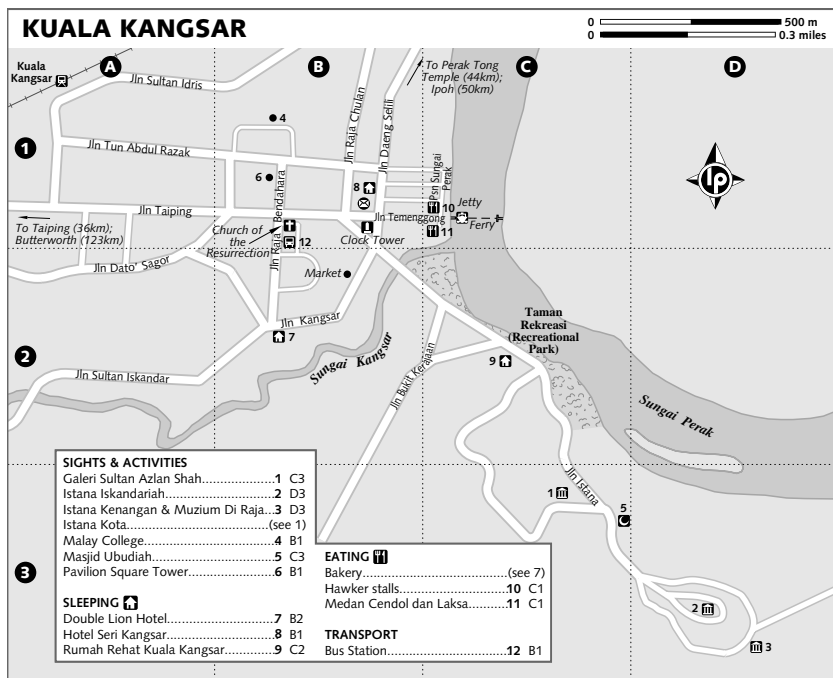 KUALA KANGSAR
0 500 m
0 0.3 miles
A
B
C
D
1
2
3
Kuala
Kangsar
Jln Sultan Idris
To Perak Tong
Temple (44km);
Ipoh (50km)
4
Jln Raja Chulan
Jln Daeng Selili
Jln Tun Abdul Razak
6
8
Psn Sungai
Perak
Jetty
10
Jln Taiping
Jln Raja Bendahara
Jln Temenggong
Ferry
11
To Taiping (36km);
Butterworth (123km)
Church of
the
Resurrection
12
Clock Tower
Jln Dato' Sagor
Market
Jln Kangsar
7
Taman
Rekreasi
(Recreational
Park)
Sungai Kangsar
9
Jln Sultan Iskandar
Jln Bukit Kerajaan
Sungai Perak
Jln Istana
1
5
2
3
lp
SIGHTS & ACTIVITIES
Galeri Sultan Azlan Shah..................1 C3
Istana Iskandariah..................2 D3
Istana Kenangan & Muzium Di Raja...3 D3
Istana Kota..................(see 1)
Malay College..................4 B1
Masjid Ubudiah..................5 C3
Pavilion Square Tower..................6 B1
SLEEPING
Double Lion Hotel..................7 B2
Hotel Seri Kangsar..................8 B1
Rumah Rehat Kuala Kangsar..........9 C2
EATING
Bakery..................(see 7)
Hawker stalls..................10 C1
Medan Cendol dan Laksa..........11 C1
TRANSPORT
Bus Station..................12 B1